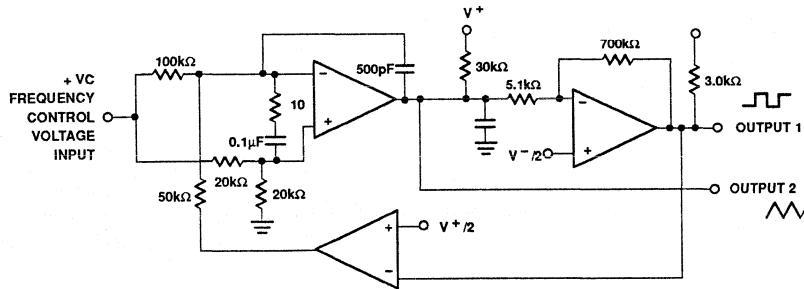 V+
100kΩ
700kΩ
+ VC
FREQUENCY
CONTROL
VOLTAGE
INPUT
500pF
30kΩ
3.0kΩ
5.1kΩ
−
+
10
0.1μF
−
+
V−/2
OUTPUT 1
20kΩ
20kΩ
50kΩ
OUTPUT 2
+
−
V+/2